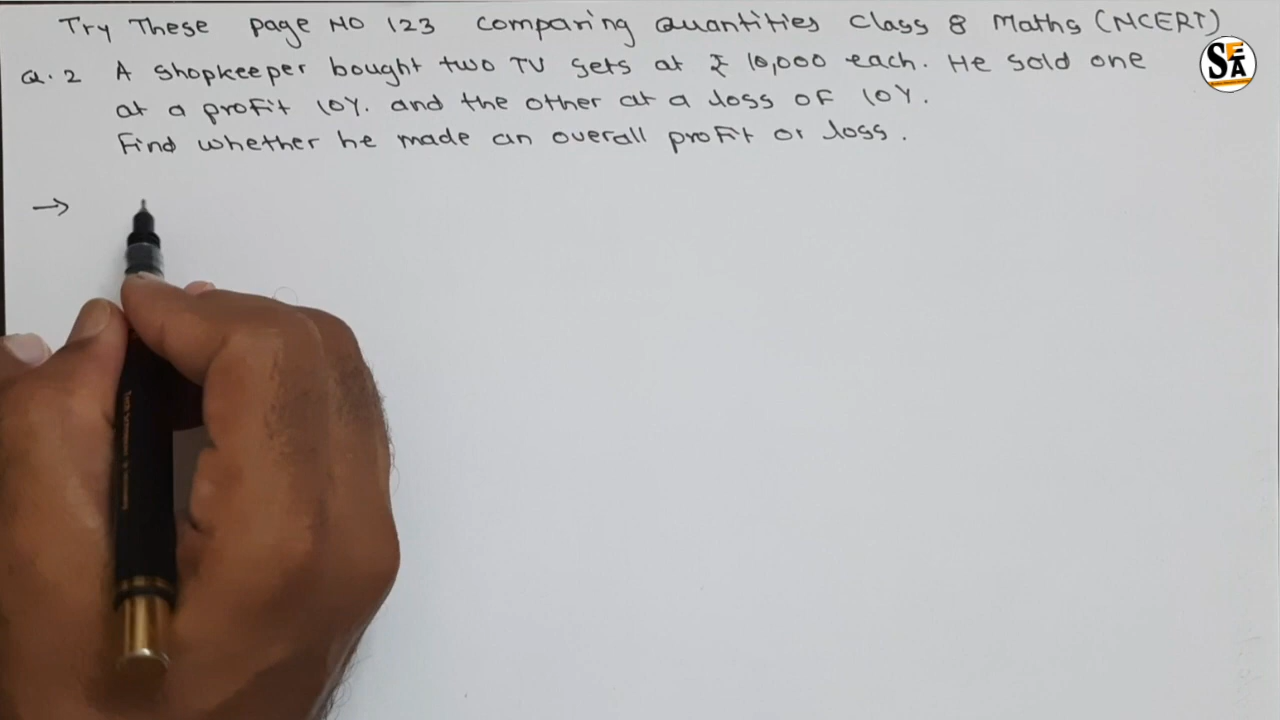 Try These page No 123 Comparing Quantities Class 8 Maths (NCERT)
Q.2 A shopkeeper bought two TV sets at ₹ 10,000 each. He sold one
at a profit 10%. and the other at a loss of 10%.
Find whether he made an overall profit or loss.
→
SFA